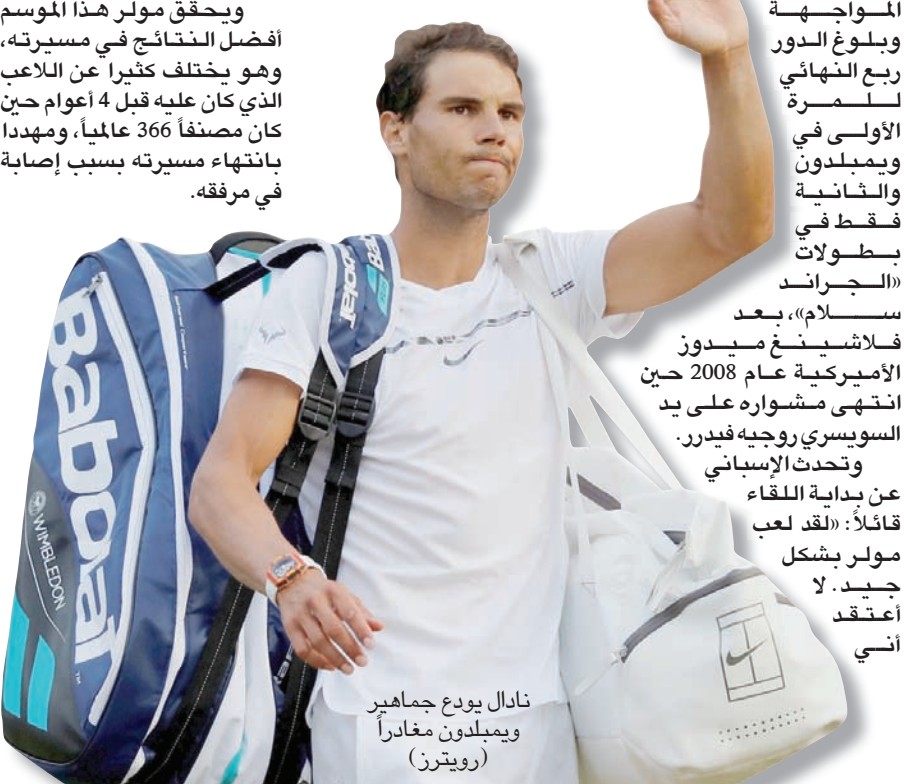 المواجهة
وبلوغ الدور
ربع النهائي
للمرة
الأولى في
ويمبلدون
والثانية
فقط في
بطولات
«الجراند
سلام»، بعد
فلاشينغ ميدوز
الأميركية عام 2008 حين
انتهى مشواره على يد
السويسري روجيه فيدرر.
وتحدث الإسباني
عن بداية اللقاء
قائلاً: «لقد لعب
مولر بشكل
جيد. لا
أعتقد
أني
ويحقق مولر هذا الموسم
أفضل النتائج في مسيرته،
وهو يختلف كثيرا عن اللاعب
الذي كان عليه قبل 4 أعوام حين
كان مصنفاً 366 عالمياً، ومهددا
بانتهاء مسيرته بسبب إصابة
في مرفقه.
Babolat
WIMBLEDON
نادال يودع جماهير
ويمبلدون مغادراً
(رويترز)